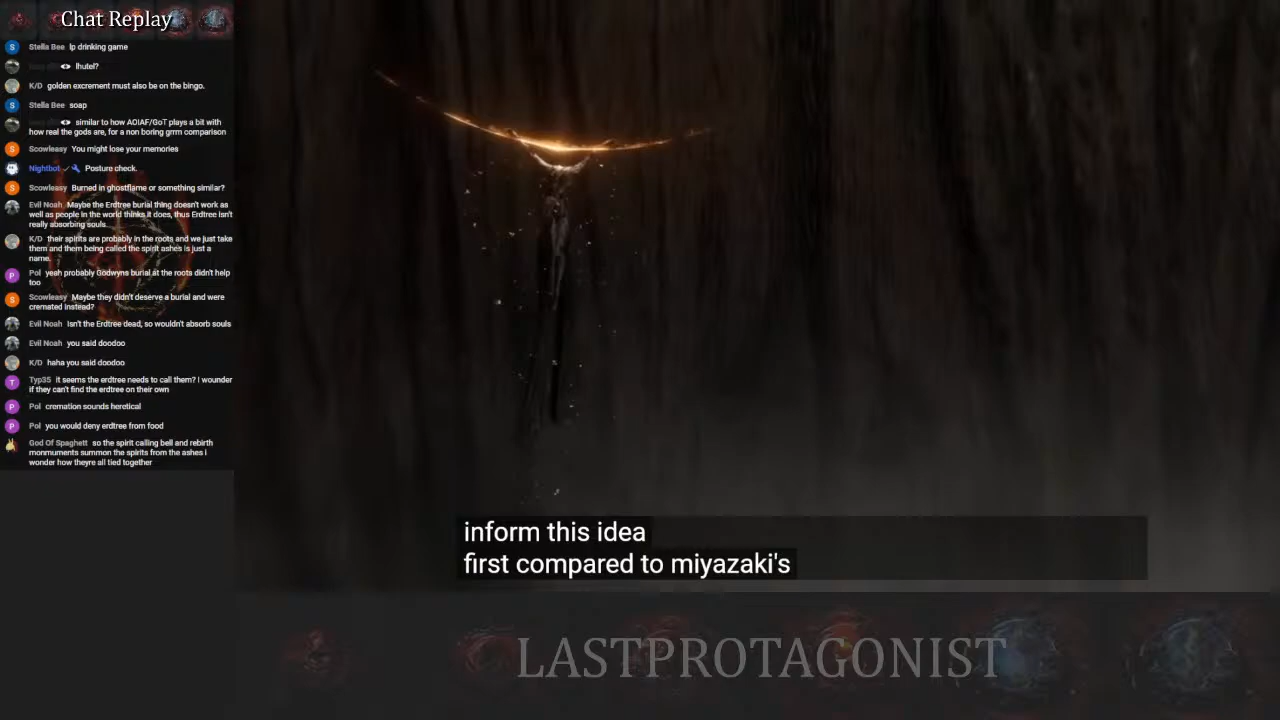 Chat Replay
Stella Bee lp drinking game
lhutel?
K/D golden excrement must also be on the bingo.
Stella Bee soap
similar to how AOIAF/GoT plays a bit with
how real the gods are, for a non boring grrm comparison
Scowleasy You might lose your memories
Nightbot Posture check.
Scowleasy Burned in ghostflame or something similar?
Evil Noah Maybe the Erdtree burial thing doesn't work as
well as people in the world thinks it does, thus Erdtree isn't
really absorbing souls
K/D their spirits are probably in the roots and we just take
them and them being called the spirit ashes is just a
name.
Pol yeah probably Godwyns burial at the roots didn't help
too
Scowleasy Maybe they didn't deserve a burial and were
cremated instead?
Evil Noah Isn't the Erdtree dead, so wouldn't absorb souls
Evil Noah you said doodoo
K/D haha you said doodoo
Typ35 it seems the erdtree needs to call them? I wonder
if they can't find the erdtree on their own
Pol cremation sounds heretical
Pol you would deny erdtree from food
God Of Spaghett so the spirit calling bell and rebirth
monmuments summon the spirits from the ashes i
wonder how theyre all tied together
inform this idea
first compared to miyazaki's
LASTPROTAGONIST